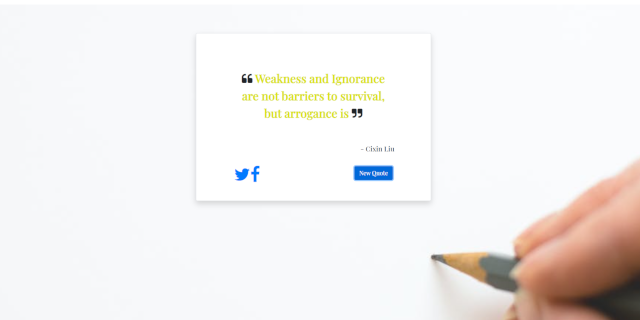 ❝ Weakness and Ignorance
are not barriers to survival,
but arrogance is ❞
- Cixin Liu
New Quote